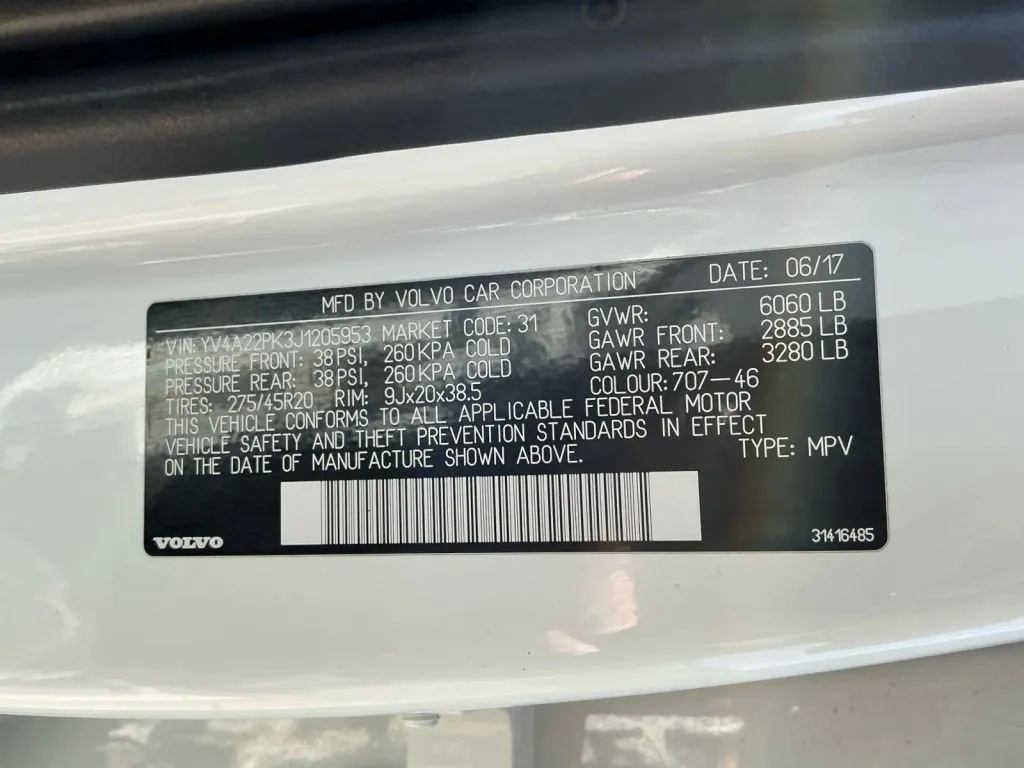 MFD BY VOLVO CAR CORPORATION DATE: 06/17
VIN: YV4A22PK3J1205953 MARKET CODE: 31 GVWR: 6060 LB
PRESSURE FRONT: 38 PSI, 260 KPA COLD GAWR FRONT: 2885 LB
PRESSURE REAR: 38 PSI, 260 KPA COLD GAWR REAR: 3280 LB
TIRES: 275/45R20 RIM: 9Jx20x38.5 COLOUR: 707-46
THIS VEHICLE CONFORMS TO ALL APPLICABLE FEDERAL MOTOR
VEHICLE SAFETY AND THEFT PREVENTION STANDARDS IN EFFECT
ON THE DATE OF MANUFACTURE SHOWN ABOVE. TYPE: MPV
VOLVO 31416485